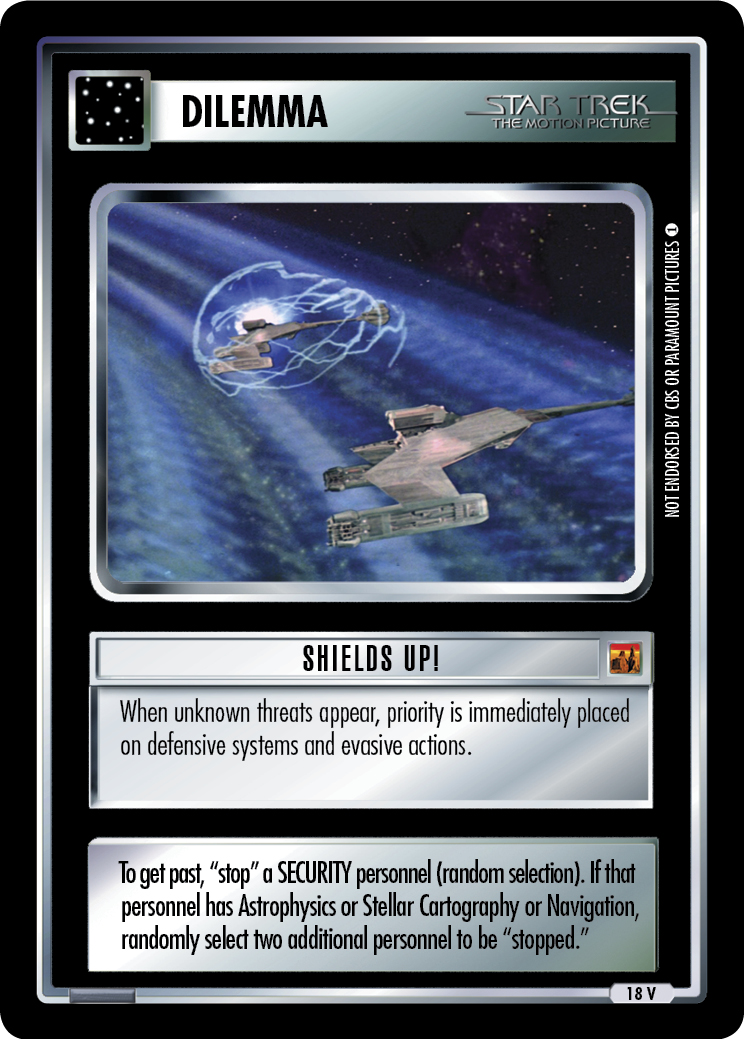 DILEMMA
STAR TREK
THE MOTION PICTURE
NOT ENDORSED BY CBS OR PARAMOUNT PICTURES 1
SHIELDS UP!
When unknown threats appear, priority is immediately placed
on defensive systems and evasive actions.
To get past, “stop” a SECURITY personnel (random selection). If that
personnel has Astrophysics or Stellar Cartography or Navigation,
randomly select two additional personnel to be “stopped.”
18 V